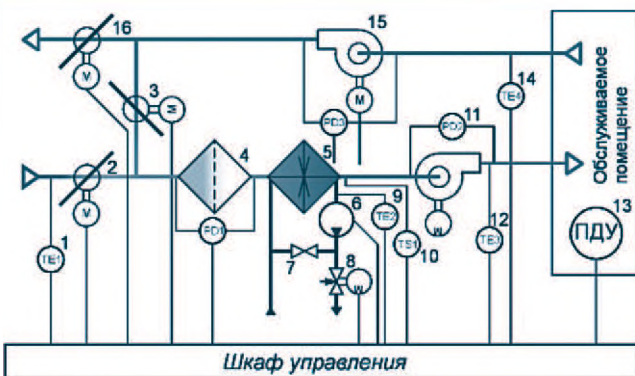 16
M
3
M
15
M
PD3
14
TE4
Обслуживаемое
помещение
2
M
4
5
11
PD2
1
TE1
PD1
6
9
TE2
TS1
10
M
12
TE3
13
ПДУ
7
8
M
Шкаф управления